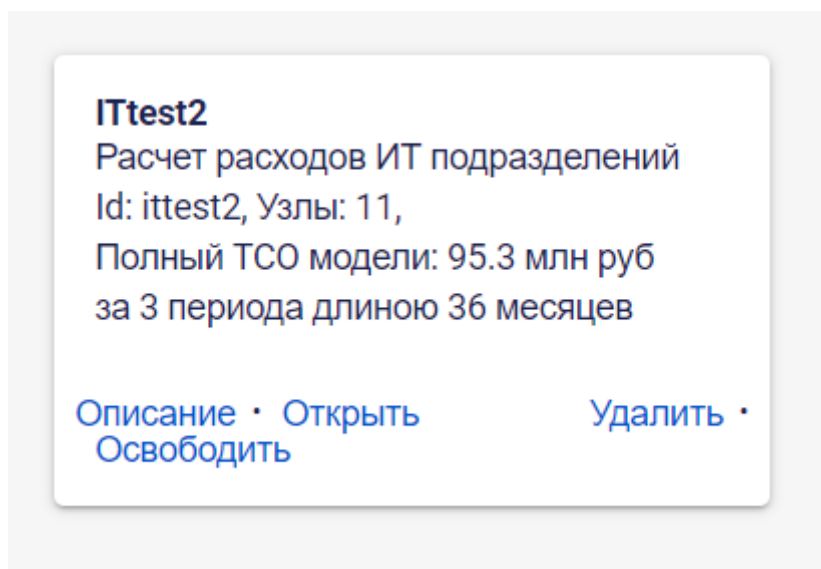 ITtest2
Расчет расходов ИТ подразделений
Id: ittest2, Узлы: 11,
Полный ТСО модели: 95.3 млн руб
за 3 периода длиною 36 месяцев
Описание · Открыть Удалить ·
Освободить